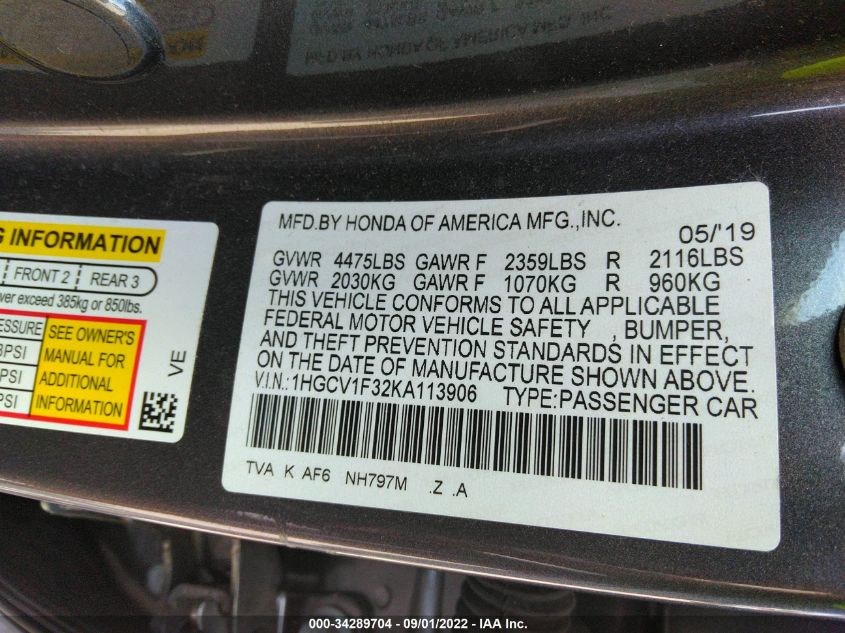 MFD.BY HONDA OF AMERICA MFG.,INC. 05/'19
GVWR 4475LBS GAWR F 2359LBS R 2116LBS
GVWR 2030KG GAWR F 1070KG R 960KG
THIS VEHICLE CONFORMS TO ALL APPLICABLE
FEDERAL MOTOR VEHICLE SAFETY , BUMPER,
AND THEFT PREVENTION STANDARDS IN EFFECT
ON THE DATE OF MANUFACTURE SHOWN ABOVE.
V.I.N.:1HGCV1F32KA113906 TYPE:PASSENGER CAR
TVA K AF6 NH797M .Z .A
G INFORMATION
FRONT 2 REAR 3
ver exceed 385kg or 850lbs.
RESSURE
PSI
PSI
PSI
SEE OWNER'S
MANUAL FOR
ADDITIONAL
INFORMATION
VE
000-34289704 - 09/01/2022 - IAA Inc.